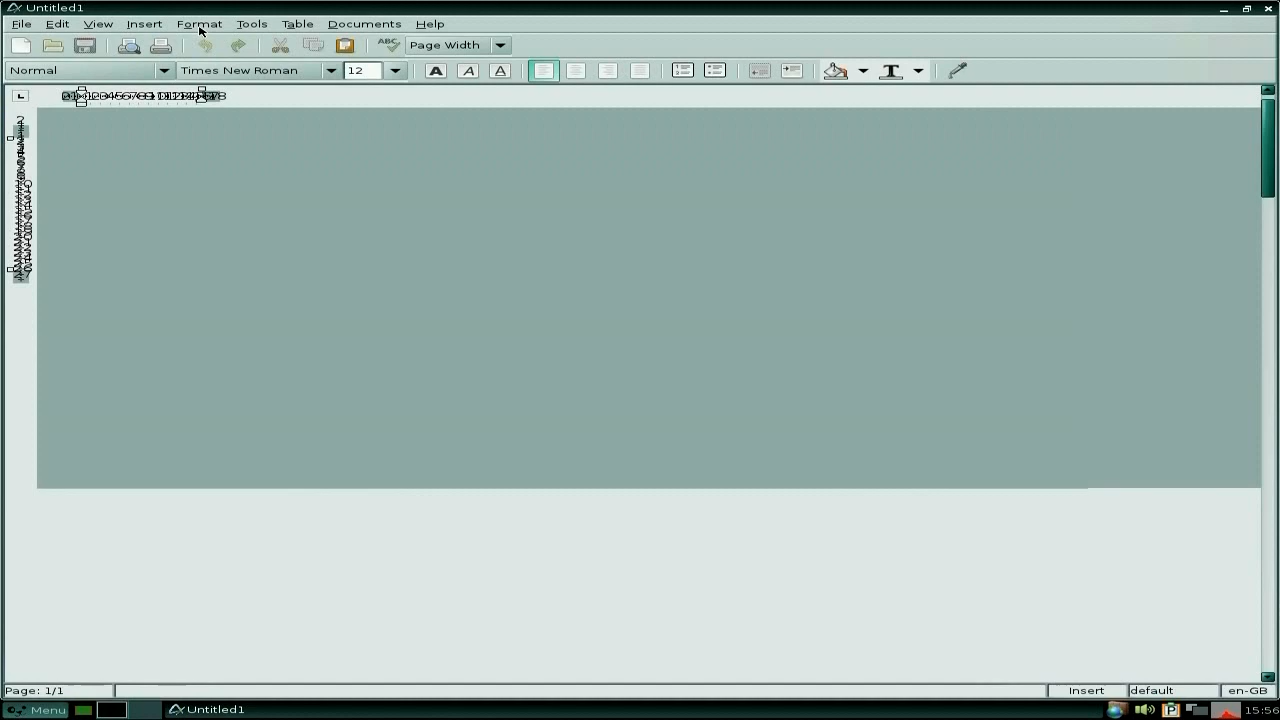 Untitled1
File Edit View Insert Format Tools Table Documents Help
ABC Page Width
Normal Times New Roman 12 A A A T
Page: 1/1 Insert default en-GB
Menu Untitled1 P 15:56